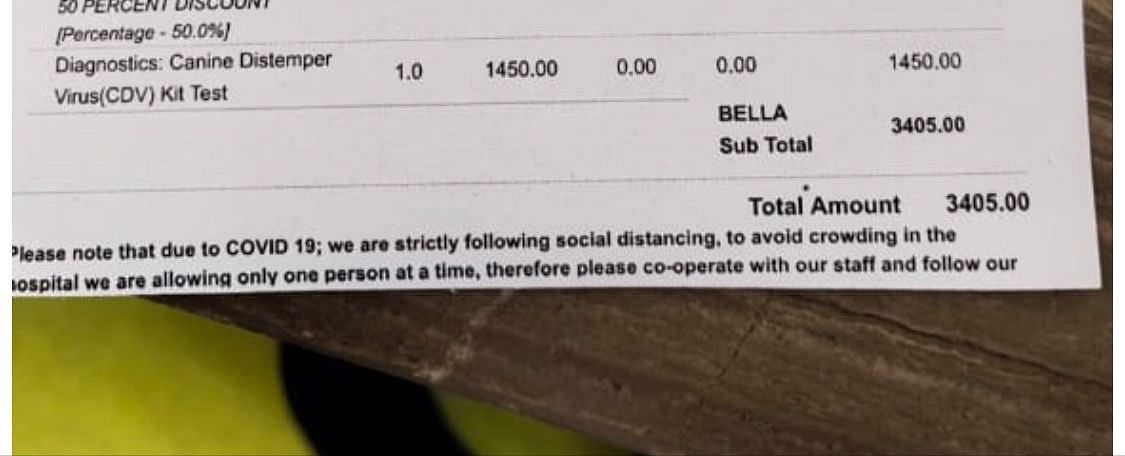 50 PERCENT DISCOUNT
[Percentage - 50.0%]
Diagnostics: Canine Distemper Virus(CDV) Kit Test 1.0 1450.00 0.00 0.00 1450.00
BELLA Sub Total 3405.00
Total Amount 3405.00
Please note that due to COVID 19; we are strictly following social distancing, to avoid crowding in the
hospital we are allowing only one person at a time, therefore please co-operate with our staff and follow our